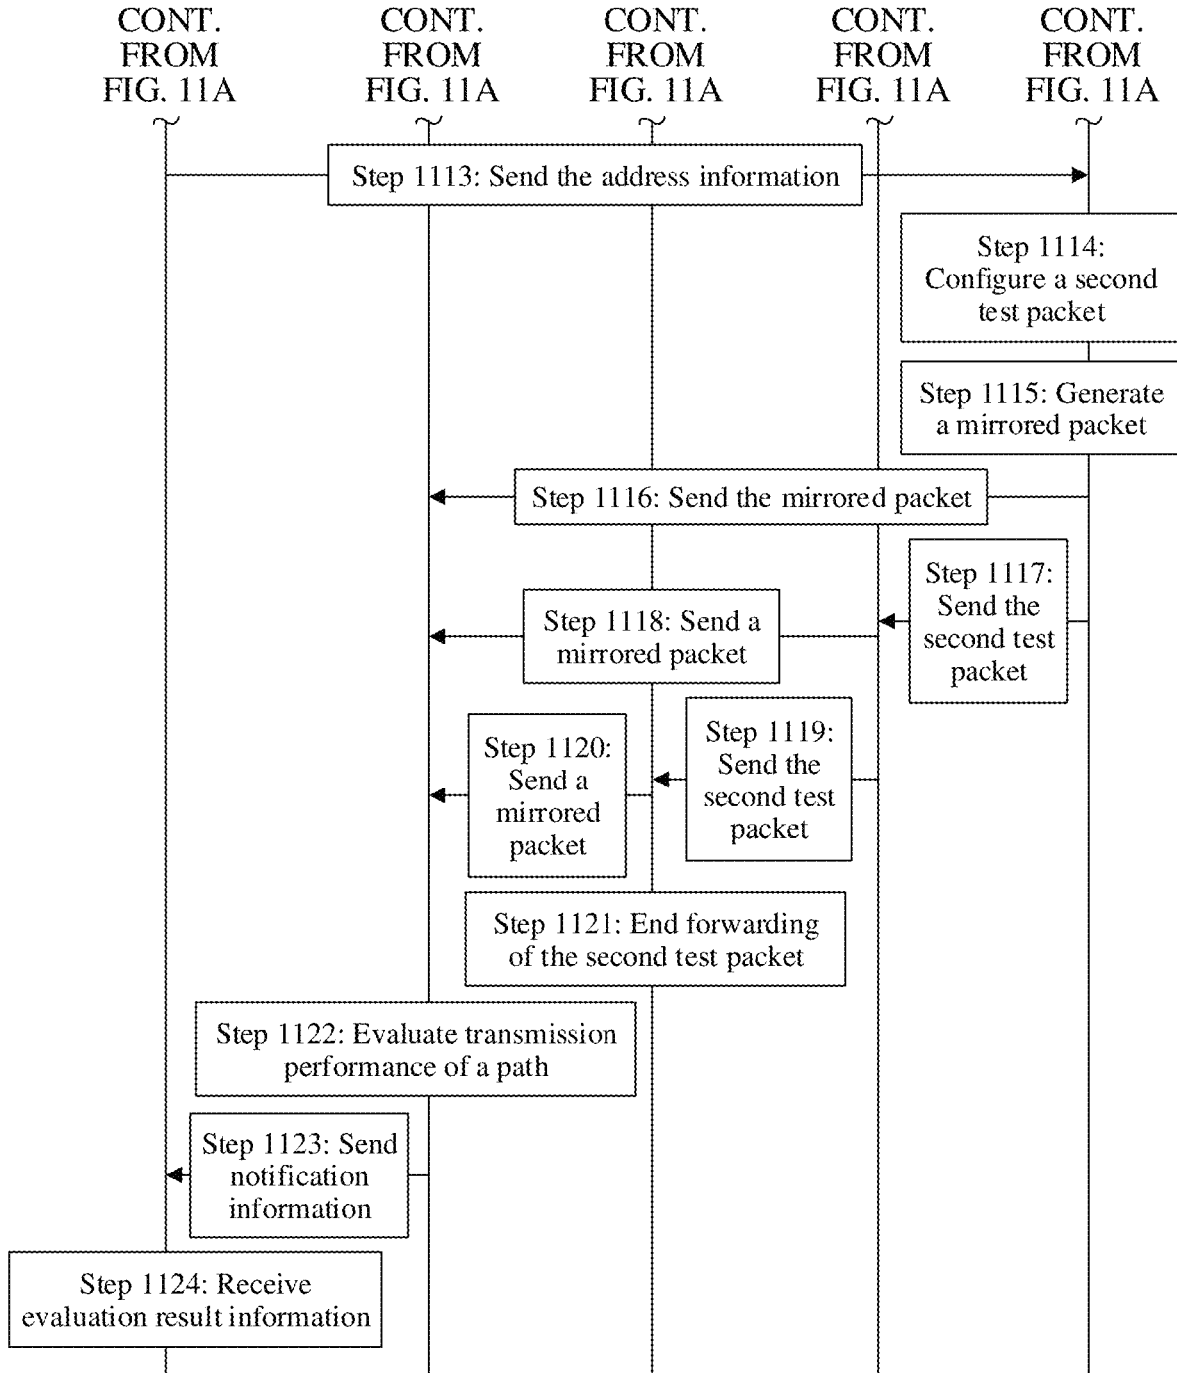 CONT.
FROM
FIG. 11A
CONT.
FROM
FIG. 11A
CONT.
FROM
FIG. 11A
CONT.
FROM
FIG. 11A
CONT.
FROM
FIG. 11A
Step 1113: Send the address information
Step 1114:
Configure a second
test packet
Step 1115: Generate
a mirrored packet
Step 1116: Send the mirrored packet
Step 1117:
Send the
second test
packet
Step 1118: Send a
mirrored packet
Step 1119:
Send the
second test
packet
Step 1120:
Send a
mirrored
packet
Step 1121: End forwarding
of the second test packet
Step 1122: Evaluate transmission
performance of a path
Step 1123: Send
notification
information
Step 1124: Receive
evaluation result information